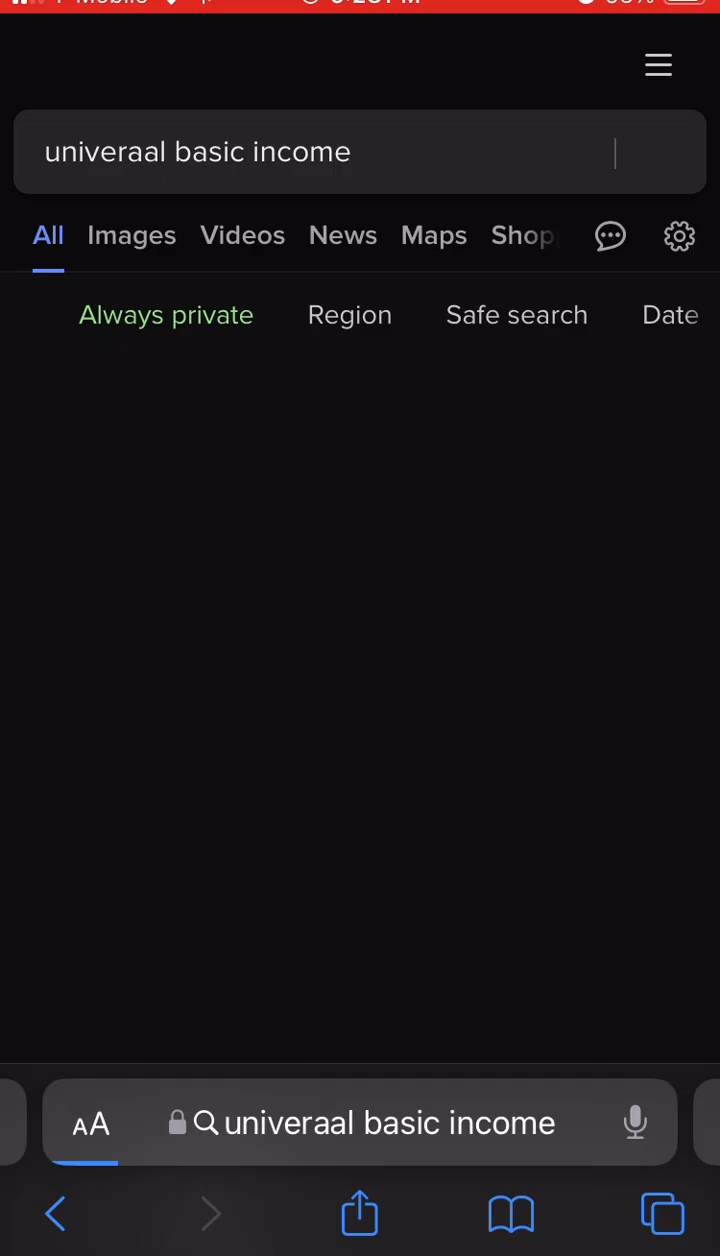 univeraal basic income
All Images Videos News Maps Shop
Always private Region Safe search Date
AA univeraal basic income